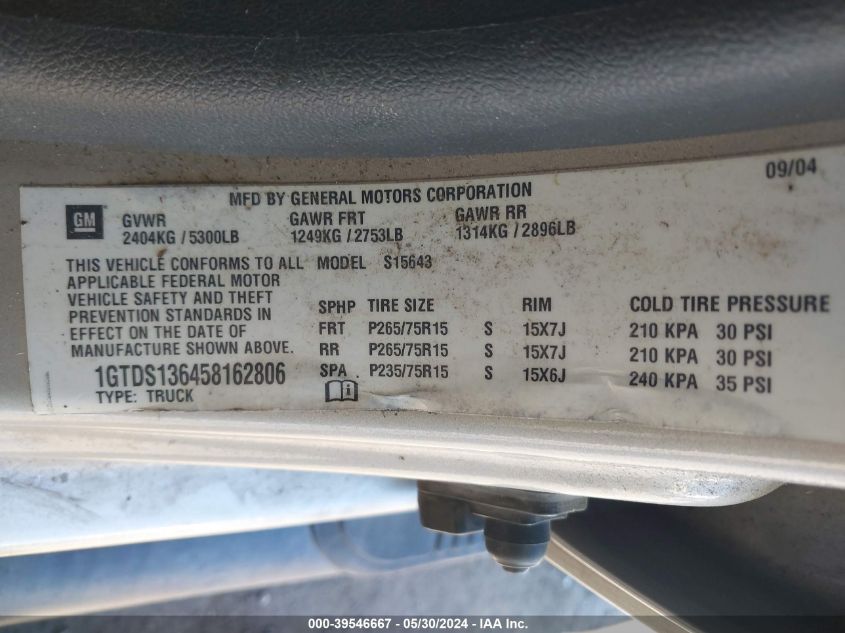 09/04
MFD BY GENERAL MOTORS CORPORATION
GM
GVWR GAWR FRT GAWR RR
2404KG / 5300LB 1249KG / 2753LB 1314KG / 2896LB
THIS VEHICLE CONFORMS TO ALL MODEL S15643
APPLICABLE FEDERAL MOTOR
VEHICLE SAFETY AND THEFT
PREVENTION STANDARDS IN
EFFECT ON THE DATE OF
MANUFACTURE SHOWN ABOVE.
SPHP TIRE SIZE RIM COLD TIRE PRESSURE
FRT P265/75R15 S 15X7J 210 KPA 30 PSI
RR P265/75R15 S 15X7J 210 KPA 30 PSI
SPA P235/75R15 S 15X6J 240 KPA 35 PSI
1GTDS136458162806
TYPE: TRUCK
000-39546667 - 05/30/2024 - IAA Inc.